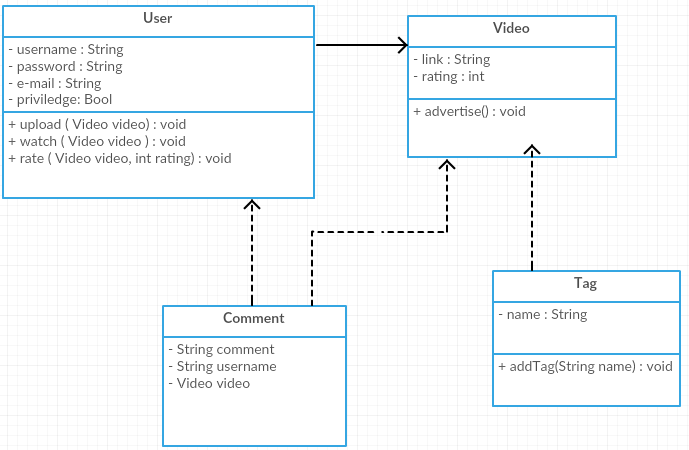 User
- username : String
- password : String
- e-mail : String
- priviledge: Bool
+ upload ( Video video) : void
+ watch ( Video video ) : void
+ rate ( Video video, int rating) : void
Video
- link : String
- rating : int
+ advertise() : void
Comment
- String comment
- String username
- Video video
Tag
- name : String
+ addTag(String name) : void